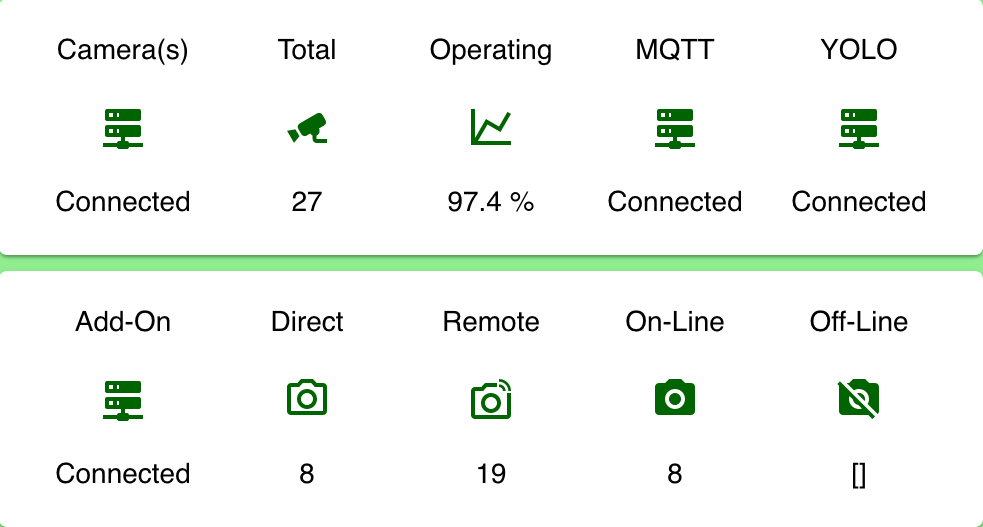 Camera(s) Total Operating MQTT YOLO
Connected 27 97.4 % Connected Connected
Add-On Direct Remote On-Line Off-Line
Connected 8 19 8 []